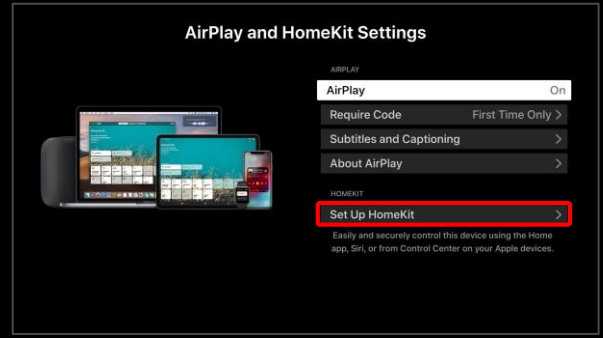 AirPlay and HomeKit Settings
AIRPLAY
AirPlay On
Require Code First Time Only >
Subtitles and Captioning >
About AirPlay >
HOMEKIT
Set Up HomeKit >
Easily and securely control this device using the Home
app, Siri, or from Control Center on your Apple devices.